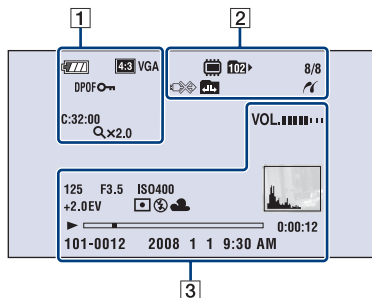 1
2
4:3 VGA
102
8/8
DPOF
C:32:00
×2.0
VOL.
125 F3.5 ISO400
+2.0EV
0:00:12
101-0012 2008 1 1 9:30 AM
3